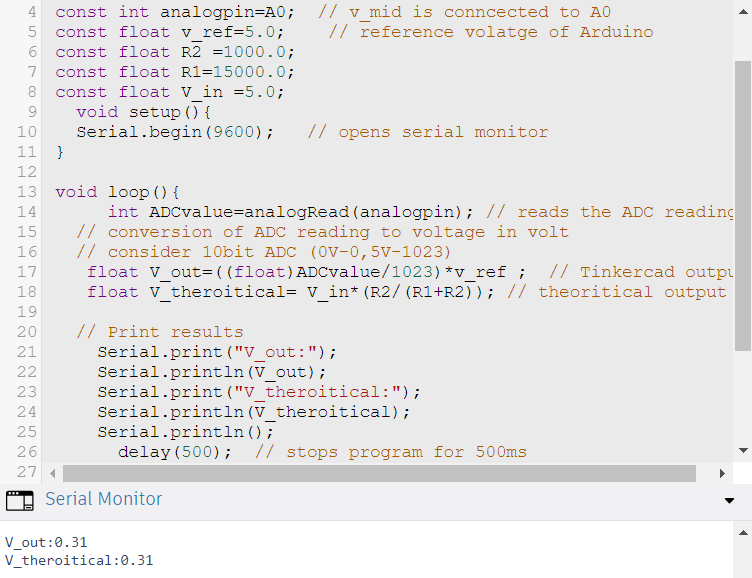 4 const int analogpin=A0;  // v_mid is conncected to A0
5 const float v_ref=5.0;    // reference volatge of Arduino
6 const float R2 =1000.0;
7 const float R1=15000.0;
8 const float V_in =5.0;
9   void setup(){
10   Serial.begin(9600);   // opens serial monitor
11 }
12
13 void loop(){
14      int ADCvalue=analogRead(analogpin); // reads the ADC reading
15   // conversion of ADC reading to voltage in volt
16   // consider 10bit ADC (0V-0,5V-1023)
17    float V_out=((float)ADCvalue/1023)*v_ref ;  // Tinkercad outpu
18    float V_theroitical= V_in*(R2/(R1+R2)); // theoritical output
19
20   // Print results
21     Serial.print("V_out:");
22     Serial.println(V_out);
23     Serial.print("V_theroitical:");
24     Serial.println(V_theroitical);
25     Serial.println();
26       delay(500);  // stops program for 500ms
27
Serial Monitor
V_out:0.31
V_theroitical:0.31